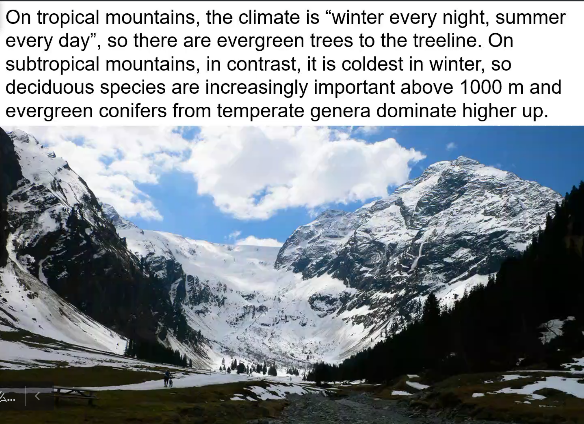 On tropical mountains, the climate is “winter every night, summer
every day”, so there are evergreen trees to the treeline. On
subtropical mountains, in contrast, it is coldest in winter, so
deciduous species are increasingly important above 1000 m and
evergreen conifers from temperate genera dominate higher up.